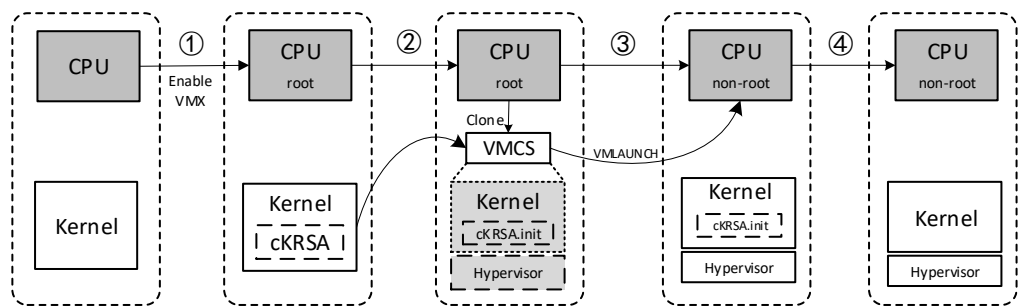 CPU
Kernel
①
Enable
VMX
CPU
root
Kernel
cKRSA
②
CPU
root
Clone
VMCS
Kernel
cKRSA.init
Hypervisor
③
VMLAUNCH
CPU
non-root
Kernel
cKRSA.init
Hypervisor
④
CPU
non-root
Kernel
Hypervisor